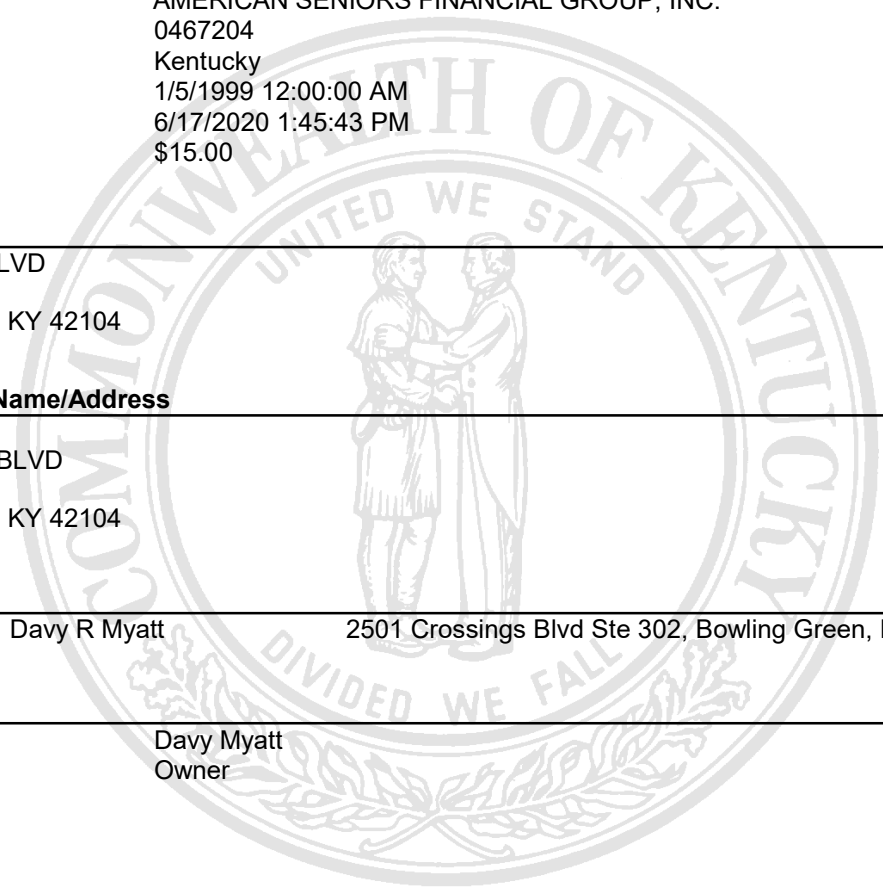 AMERICAN SENIORS FINANCIAL GROUP, INC.
0467204
Kentucky
1/5/1999 12:00:00 AM
6/17/2020 1:45:43 PM
$15.00
COMMONWEALTH OF KENTUCKY
UNITED WE STAND
LVD
KY 42104
Name/Address
BLVD
KY 42104
Davy R Myatt 2501 Crossings Blvd Ste 302, Bowling Green,
DIVIDED WE FALL
Davy Myatt
Owner